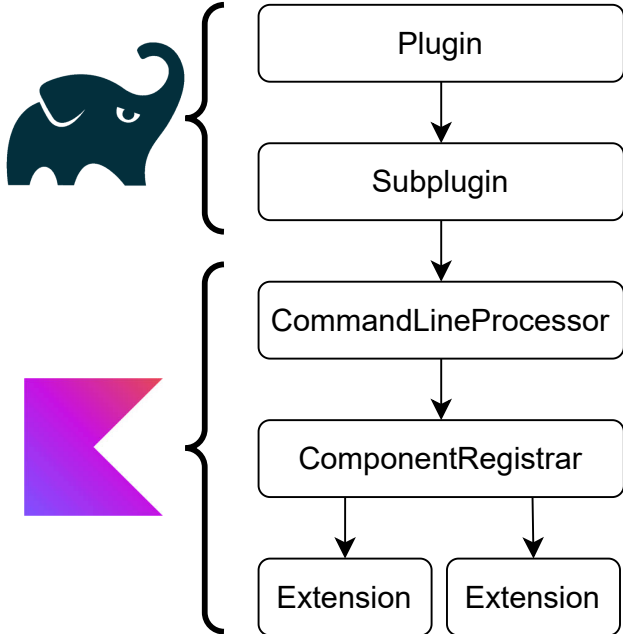 Plugin
Subplugin
CommandLineProcessor
ComponentRegistrar
Extension
Extension